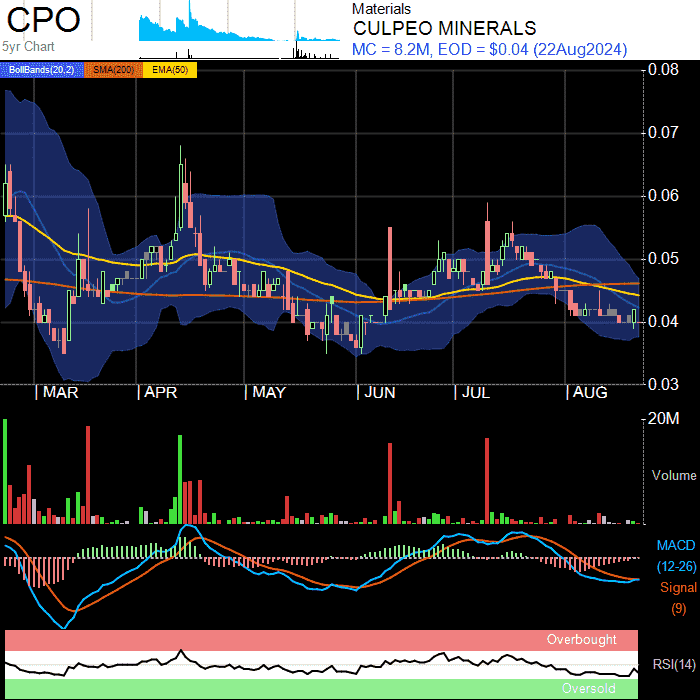 CPO
5yr Chart
Materials
CULPEO MINERALS
MC = 8.2M, EOD = $0.04 (22Aug2024)
BollBands(20,2) SMA(200) EMA(50)
0.08
0.07
0.06
0.05
0.04
0.03
MAR APR MAY JUN JUL AUG
20M
Volume
MACD
(12-26)
Signal
(9)
Overbought
RSI(14)
Oversold